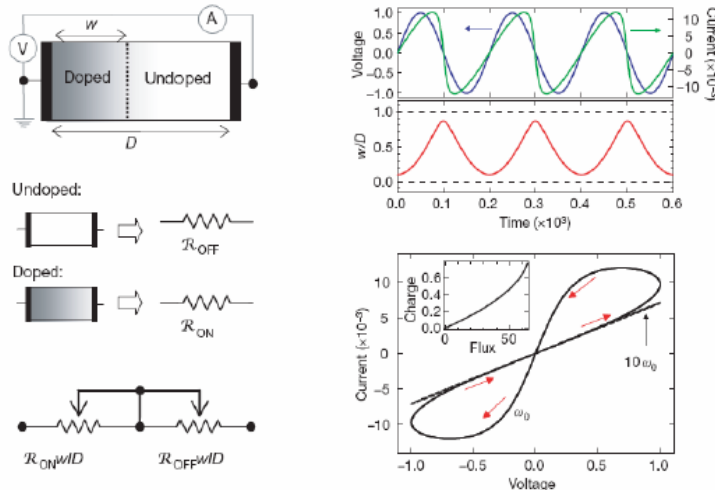 V
A
w
Doped
Undoped
D
Undoped:
R_OFF
Doped:
R_ON
R_ON w/D
R_OFF w/D
Voltage
1.0
0.5
0.0
−0.5
−1.0
Current (×10⁻³)
10
5
0
−5
−10
w/D
1.0
0.5
0.0
0.0 0.1 0.2 0.3 0.4 0.5 0.6
Time (×10³)
Current (×10⁻³)
10
5
0
−5
−10
Charge
0.6
0.4
0.2
0.0
0 50
Flux
10 ω₀
ω₀
−1.0 −0.5 0.0 0.5 1.0
Voltage